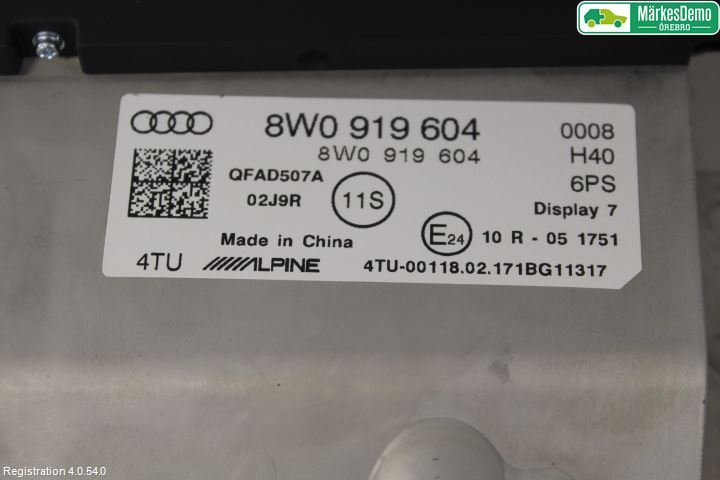 MärkesDemo
ÖREBRO
8W0 919 604
8W0 919 604
0008
H40
6PS
Display 7
QFAD507A
02J9R
11S
Made in China
E24
10 R - 05 1751
4TU
ALPINE
4TU-00118.02.171BG11317
Registration 4.0.54.0